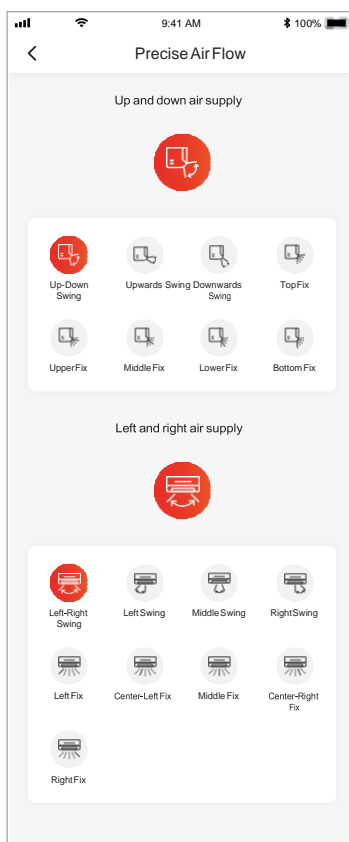 9:41 AM
100%
Precise Air Flow
Up and down air supply
Up-Down
Swing
Upwards Swing
Downwards
Swing
Top Fix
Upper Fix
Middle Fix
Lower Fix
Bottom Fix
Left and right air supply
Left-Right
Swing
Left Swing
Middle Swing
Right Swing
Left Fix
Center-Left Fix
Middle Fix
Center-Right
Fix
Right Fix